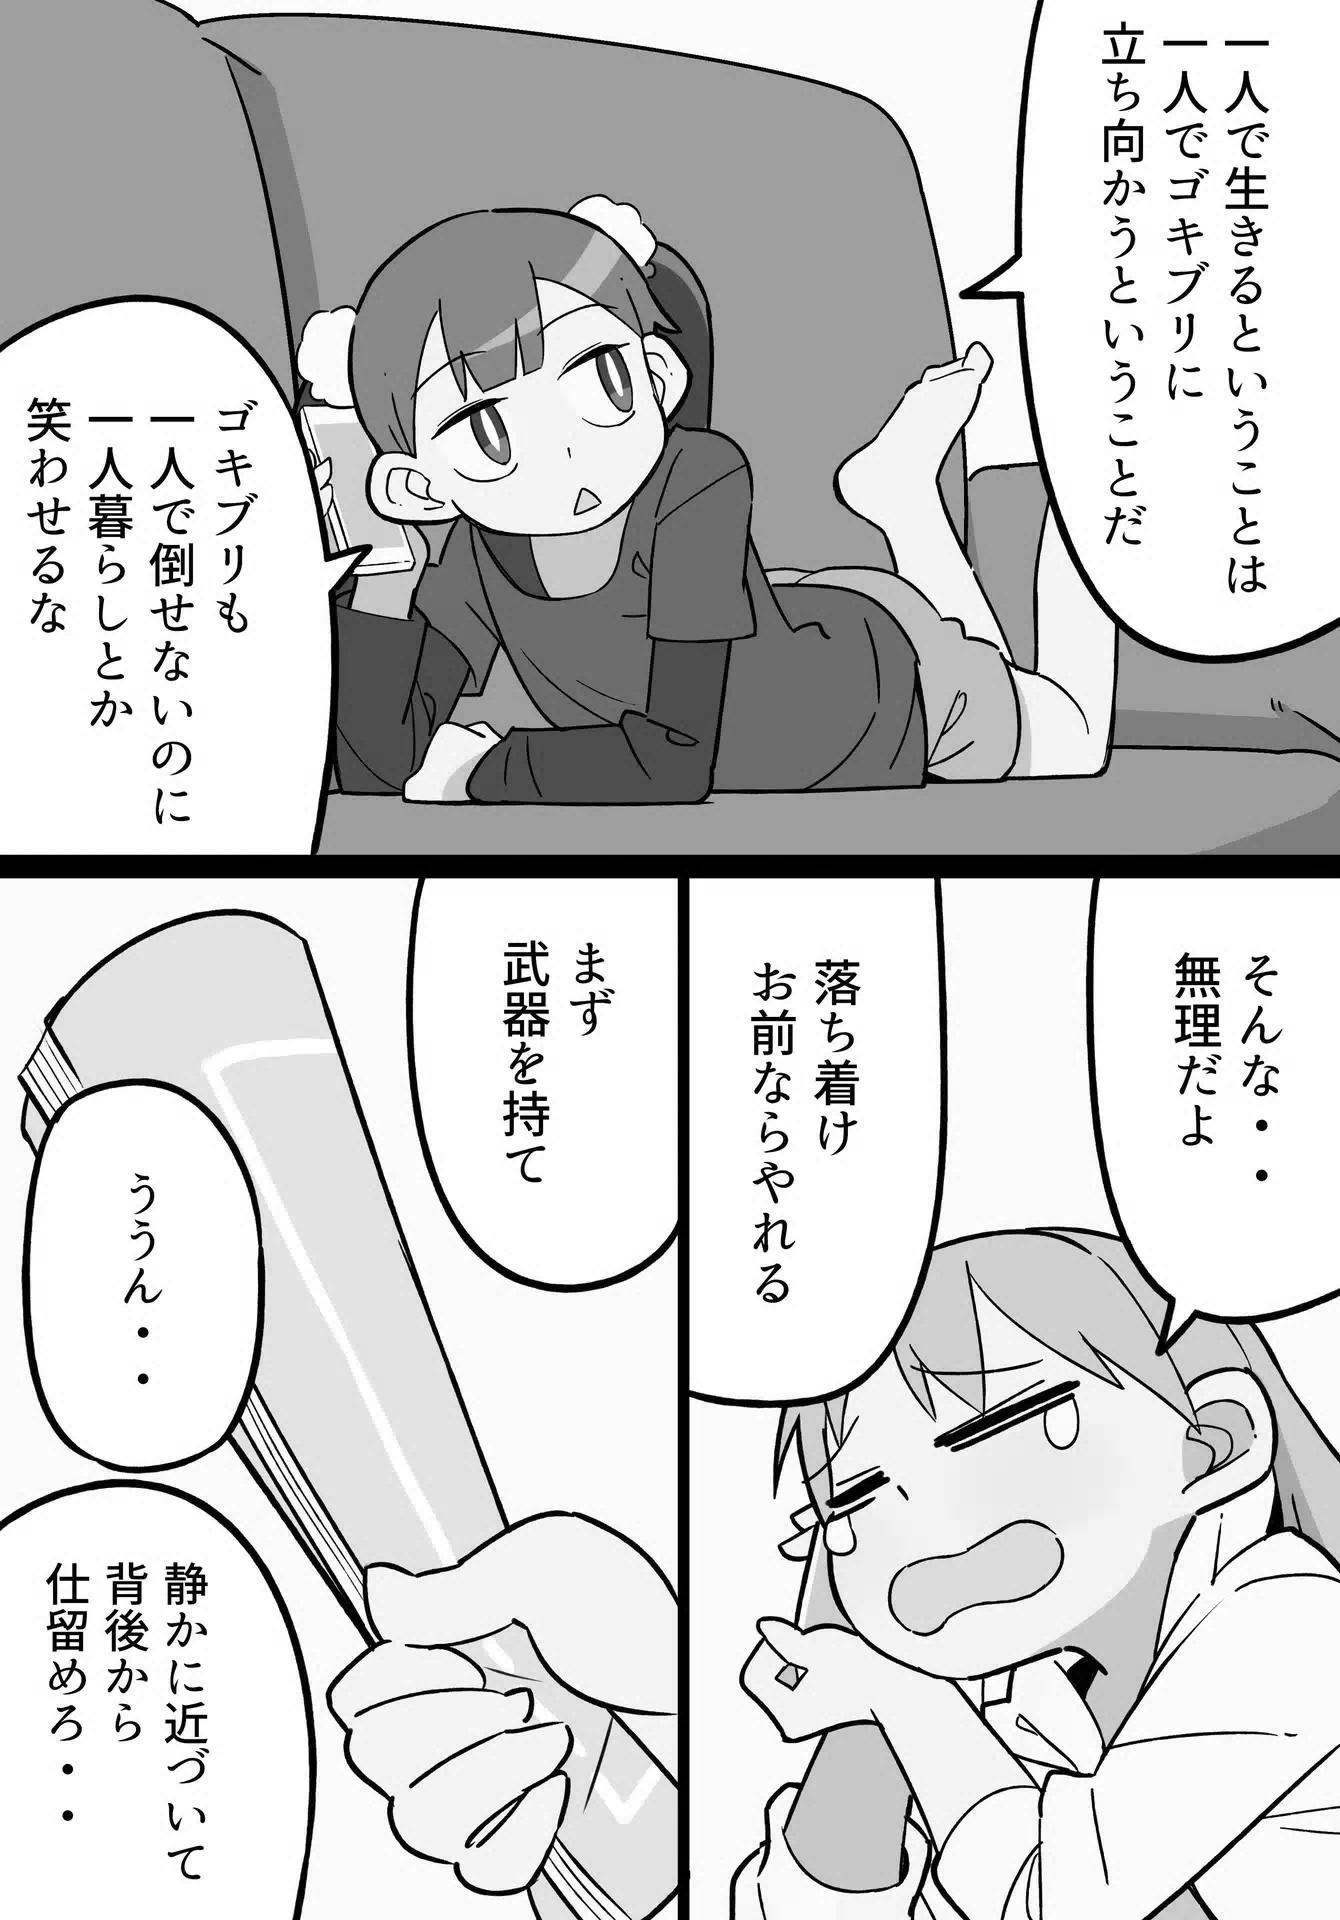 一人で生きるということは
一人でゴキブリに
立ち向かうということだ
ゴキブリも
一人で倒せないのに
一人暮らしとか
笑わせるな
そんな・・
無理だよ
落ち着け
お前ならやれる
まず
武器を持て
ううん・・
静かに近づいて
背後から
仕留めろ・・